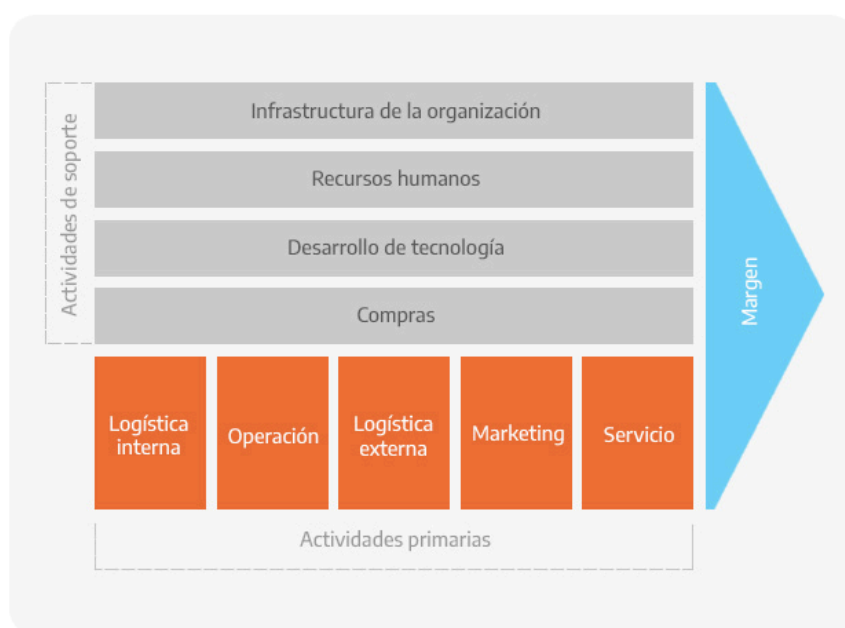 Actividades de soporte
Infrastructura de la organización
Recursos humanos
Desarrollo de tecnología
Compras
Logística
interna
Operación
Logística
externa
Marketing
Servicio
Margen
Actividades primarias